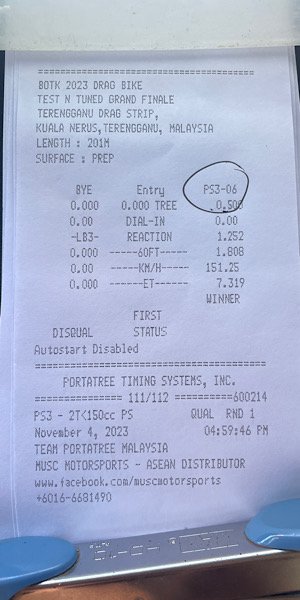 ==================================
BOTK 2023 DRAG BIKE
TEST N TUNED GRAND FINALE
TERENGGANU DRAG STRIP,
KUALA NERUS,TERENGGANU, MALAYSIA
LENGTH : 201M
SURFACE : PREP
BYE Entry PS3-06
0.000 0.000 TREE 0.500
0.00 DIAL-IN 0.00
-LB3- REACTION 1.252
0.000 -----60FT----- 1.808
0.00 ------KM/H------ 151.25
0.000 -------ET------- 7.319
WINNER
FIRST
DISQUAL STATUS
Autostart Disabled
==================================
PORTATREE TIMING SYSTEMS, INC.
=============== 111/112 ==========600214
PS3 - 2T<150cc PS QUAL RND 1
November 4, 2023 04:59:46 PM
TEAM PORTATREE MALAYSIA
MUSC MOTORSPORTS - ASEAN DISTRIBUTOR
www.facebook.com/muscmotorsports
+6016-6681490